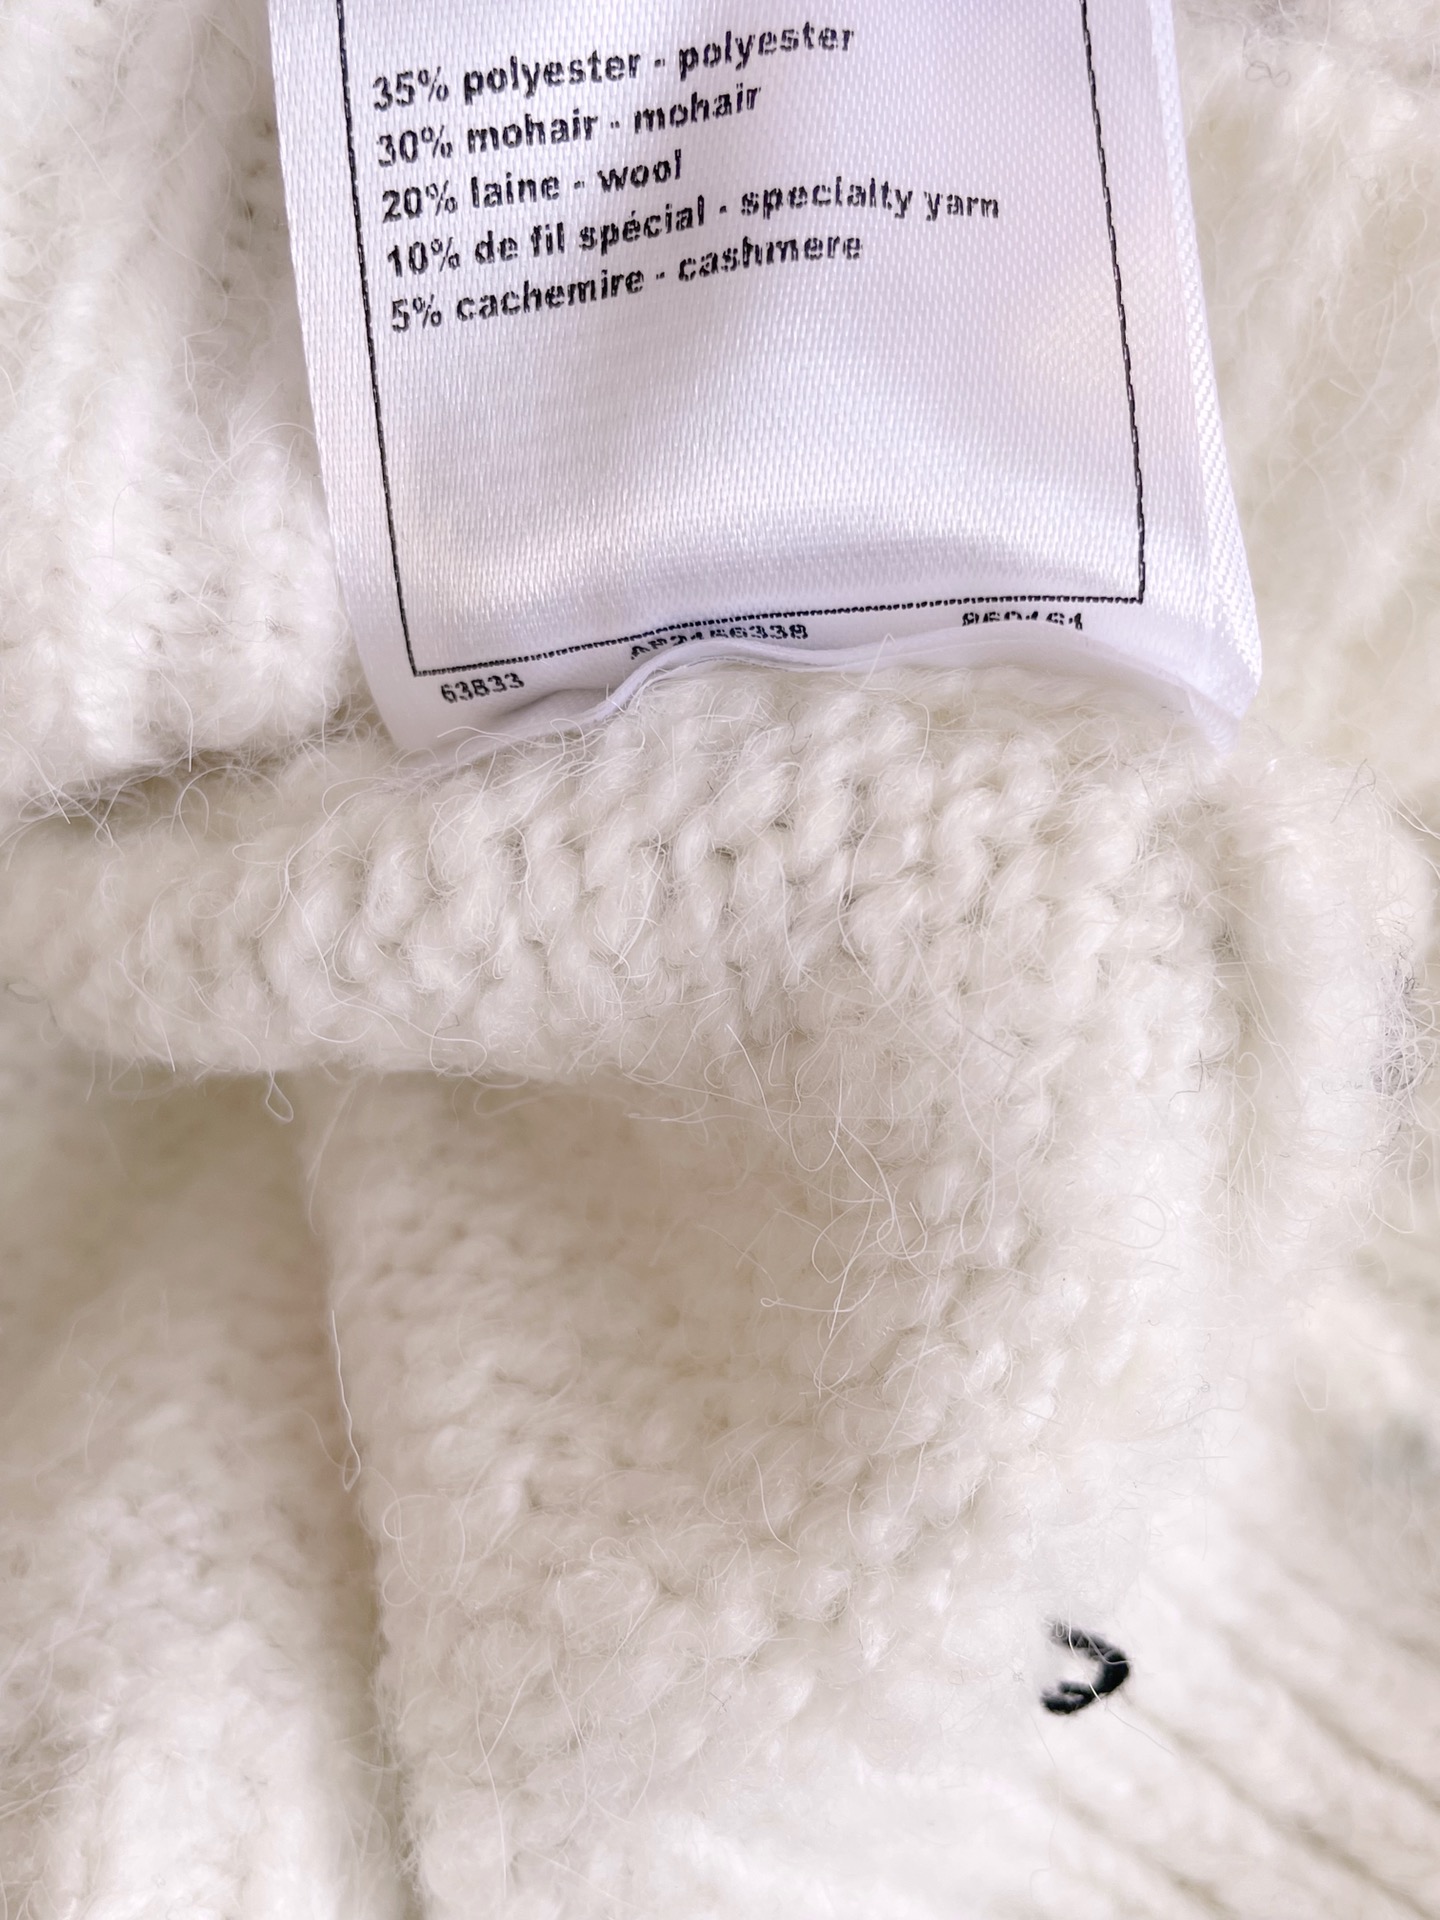 35% polyester - polyester
30% mohair - mohair
20% laine - wool
10% de fil spécial - specialty yarn
5% cachemire - cashmere
63833